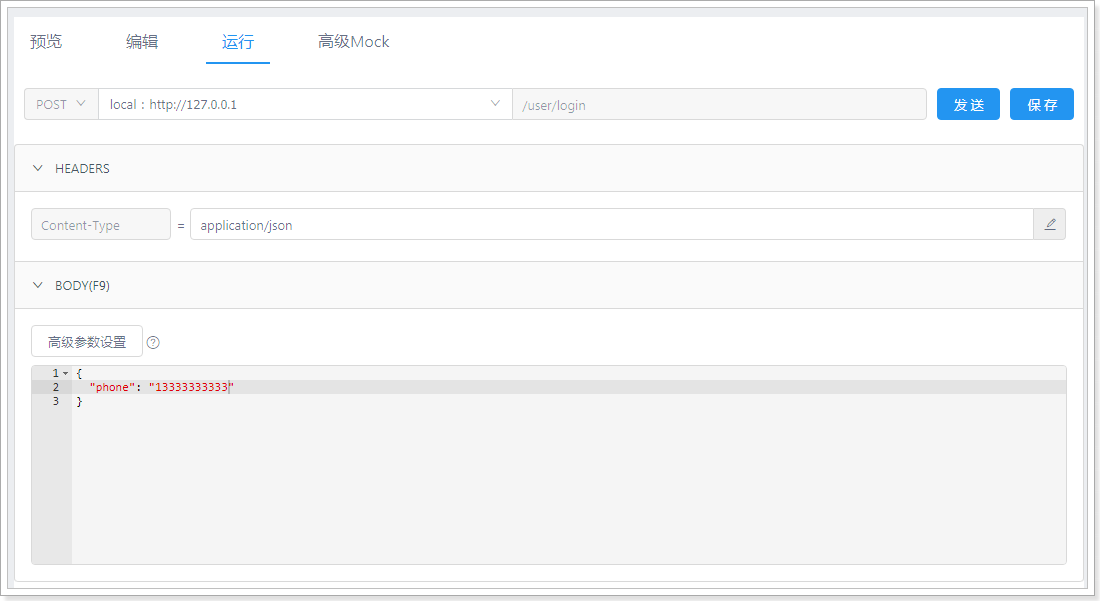 预览 编辑 运行 高级Mock
POST local : http://127.0.0.1 /user/login 发 送 保 存
HEADERS
Content-Type = application/json
BODY(F9)
高级参数设置 ?
1 {
2 "phone": "13333333333"
3 }